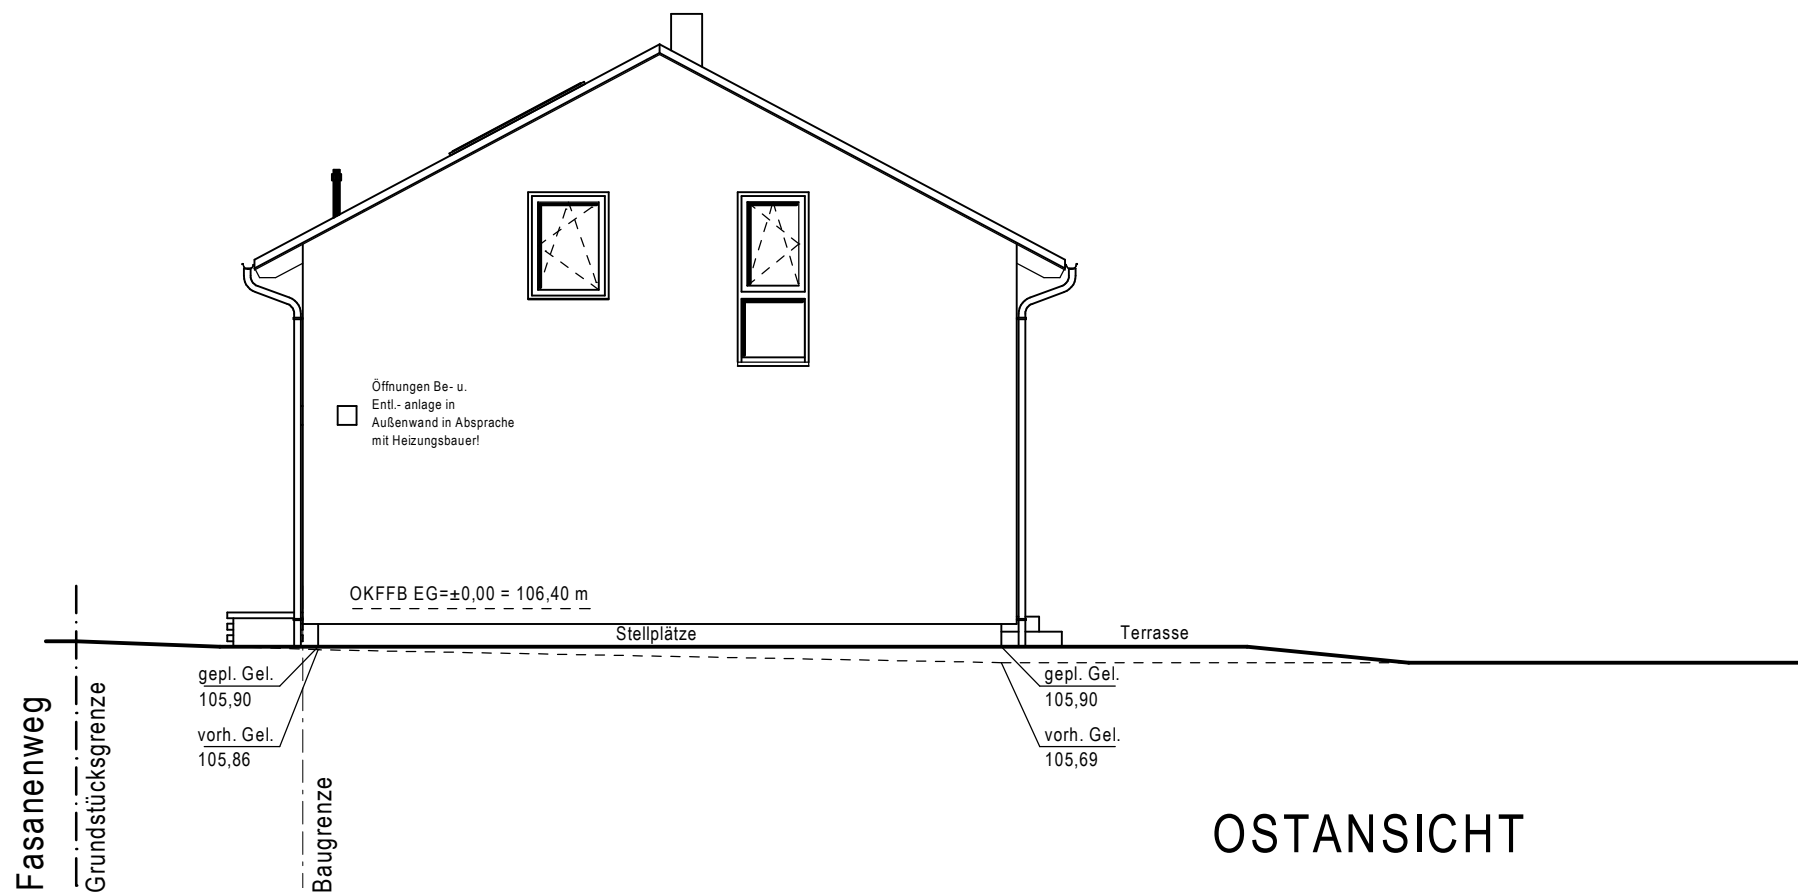 Öffnungen Be- u.
Entl.- anlage in
Außenwand in Absprache
mit Heizungsbauer!
OKFFB EG=±0,00 = 106,40 m
Stellplätze
Terrasse
gepl. Gel.
105,90
vorh. Gel.
105,86
gepl. Gel.
105,90
vorh. Gel.
105,69
Fasanenweg
Grundstücksgrenze
Baugrenze
OSTANSICHT